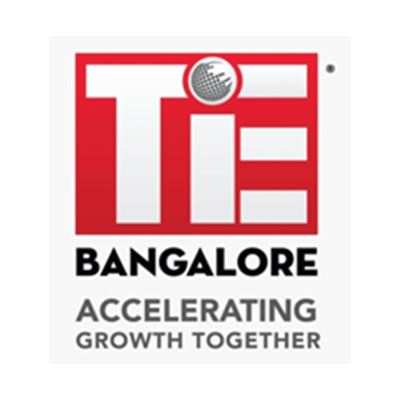 TiE®
BANGALORE
ACCELERATING
GROWTH TOGETHER